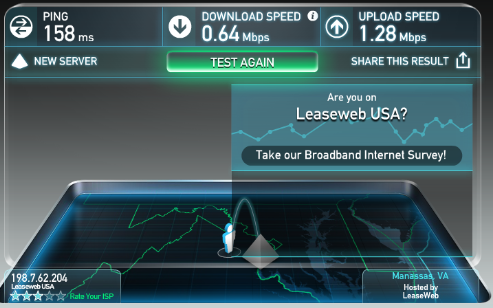 PING
158 ms
DOWNLOAD SPEED
0.64 Mbps
UPLOAD SPEED
1.28 Mbps
NEW SERVER
TEST AGAIN
SHARE THIS RESULT
Are you on
Leaseweb USA?
Take our Broadband Internet Survey!
198.7.62.204
Leaseweb USA
Rate Your ISP
Manassas, VA
Hosted by
LeaseWeb